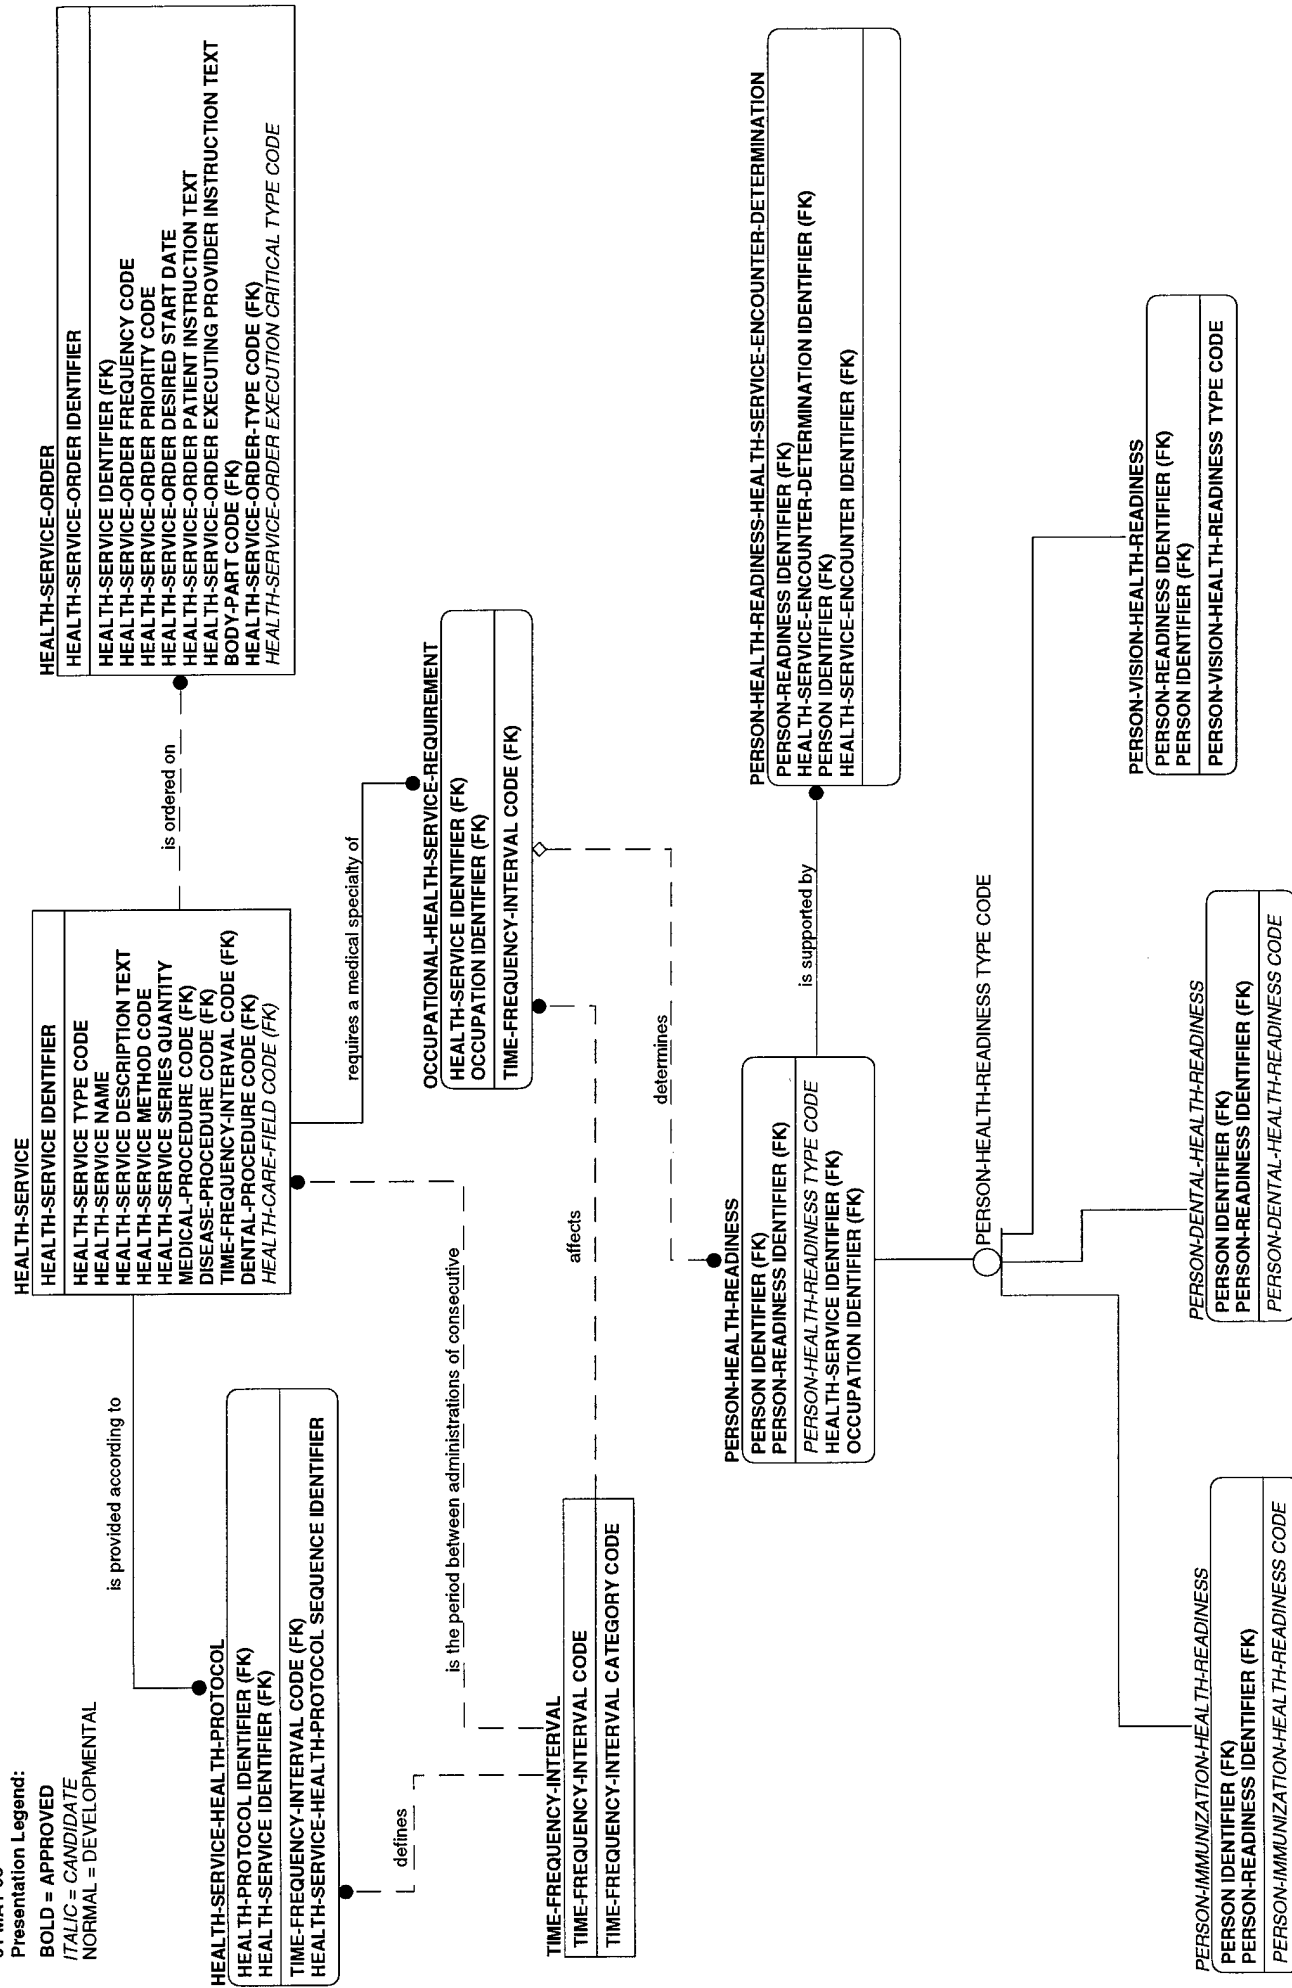 Presentation Legend:
BOLD = APPROVED
ITALIC = CANDIDATE
NORMAL = DEVELOPMENTAL
HEALTH-SERVICE-HEALTH-PROTOCOL
HEALTH-PROTOCOL IDENTIFIER (FK)
HEALTH-SERVICE IDENTIFIER (FK)
TIME-FREQUENCY-INTERVAL CODE (FK)
HEALTH-SERVICE-HEALTH-PROTOCOL SEQUENCE IDENTIFIER
is provided according to
HEALTH-SERVICE
HEALTH-SERVICE IDENTIFIER
HEALTH-SERVICE TYPE CODE
HEALTH-SERVICE NAME
HEALTH-SERVICE DESCRIPTION TEXT
HEALTH-SERVICE METHOD CODE
HEALTH-SERVICE SERIES QUANTITY
MEDICAL-PROCEDURE CODE (FK)
DISEASE-PROCEDURE CODE (FK)
TIME-FREQUENCY-INTERVAL CODE (FK)
DENTAL-PROCEDURE CODE (FK)
HEALTH-CARE-FIELD CODE (FK)
is ordered on
HEALTH-SERVICE-ORDER
HEALTH-SERVICE-ORDER IDENTIFIER
HEALTH-SERVICE IDENTIFIER (FK)
HEALTH-SERVICE-ORDER FREQUENCY CODE
HEALTH-SERVICE-ORDER PRIORITY CODE
HEALTH-SERVICE-ORDER DESIRED START DATE
HEALTH-SERVICE-ORDER PATIENT INSTRUCTION TEXT
HEALTH-SERVICE-ORDER EXECUTING PROVIDER INSTRUCTION TEXT
BODY-PART CODE (FK)
HEALTH-SERVICE-ORDER-TYPE CODE (FK)
HEALTH-SERVICE-ORDER EXECUTION CRITICAL TYPE CODE
defines
is the period between administrations of consecutive
requires a medical specialty of
OCCUPATIONAL-HEALTH-SERVICE-REQUIREMENT
HEALTH-SERVICE IDENTIFIER (FK)
OCCUPATION IDENTIFIER (FK)
TIME-FREQUENCY-INTERVAL CODE (FK)
TIME-FREQUENCY-INTERVAL
TIME-FREQUENCY-INTERVAL CODE
TIME-FREQUENCY-INTERVAL CATEGORY CODE
affects
determines
PERSON-HEALTH-READINESS
PERSON IDENTIFIER (FK)
PERSON-READINESS IDENTIFIER (FK)
PERSON-HEALTH-READINESS TYPE CODE
HEALTH-SERVICE IDENTIFIER (FK)
OCCUPATION IDENTIFIER (FK)
is supported by
PERSON-HEALTH-READINESS-HEALTH-SERVICE-ENCOUNTER-DETERMINATION
PERSON-READINESS IDENTIFIER (FK)
HEALTH-SERVICE-ENCOUNTER-DETERMINATION IDENTIFIER (FK)
PERSON IDENTIFIER (FK)
HEALTH-SERVICE-ENCOUNTER IDENTIFIER (FK)
PERSON-HEALTH-READINESS TYPE CODE
PERSON-IMMUNIZATION-HEALTH-READINESS
PERSON IDENTIFIER (FK)
PERSON-READINESS IDENTIFIER (FK)
PERSON-IMMUNIZATION-HEALTH-READINESS CODE
PERSON-DENTAL-HEALTH-READINESS
PERSON IDENTIFIER (FK)
PERSON-READINESS IDENTIFIER (FK)
PERSON-DENTAL-HEALTH-READINESS CODE
PERSON-VISION-HEALTH-READINESS
PERSON-READINESS IDENTIFIER (FK)
PERSON IDENTIFIER (FK)
PERSON-VISION-HEALTH-READINESS TYPE CODE